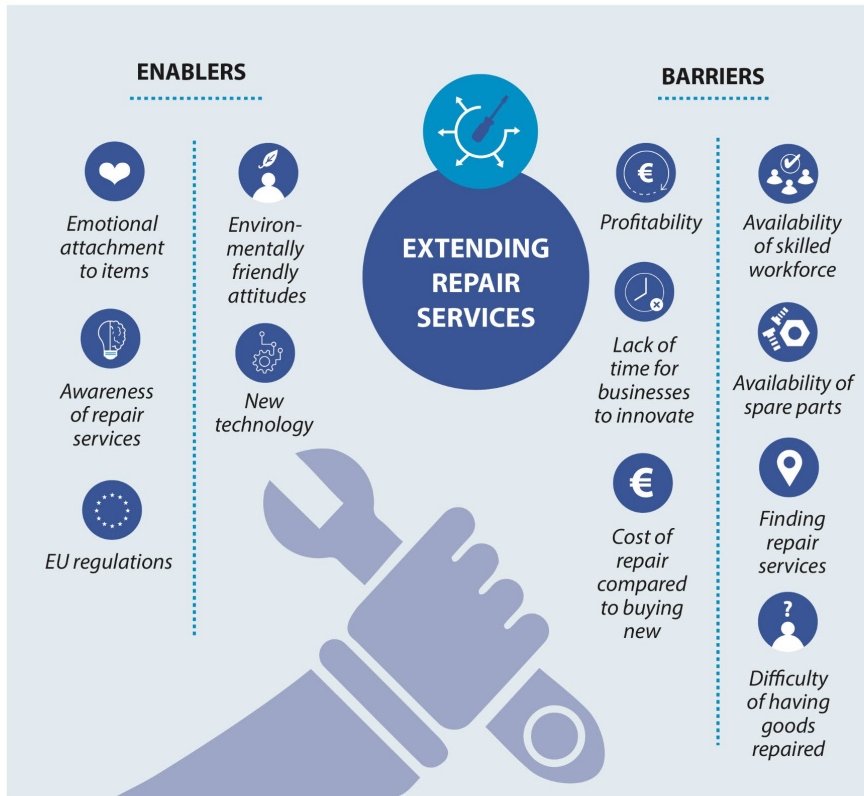 ENABLERS
Emotional
attachment
to items
Awareness
of repair
services
EU regulations
Environ-
mentally
friendly
attitudes
New
technology
EXTENDING
REPAIR
SERVICES
BARRIERS
€
Profitability
Lack of
time for
businesses
to innovate
€
Cost of
repair
compared
to buying
new
Availability
of skilled
workforce
Availability of
spare parts
Finding
repair
services
?
Difficulty
of having
goods
repaired